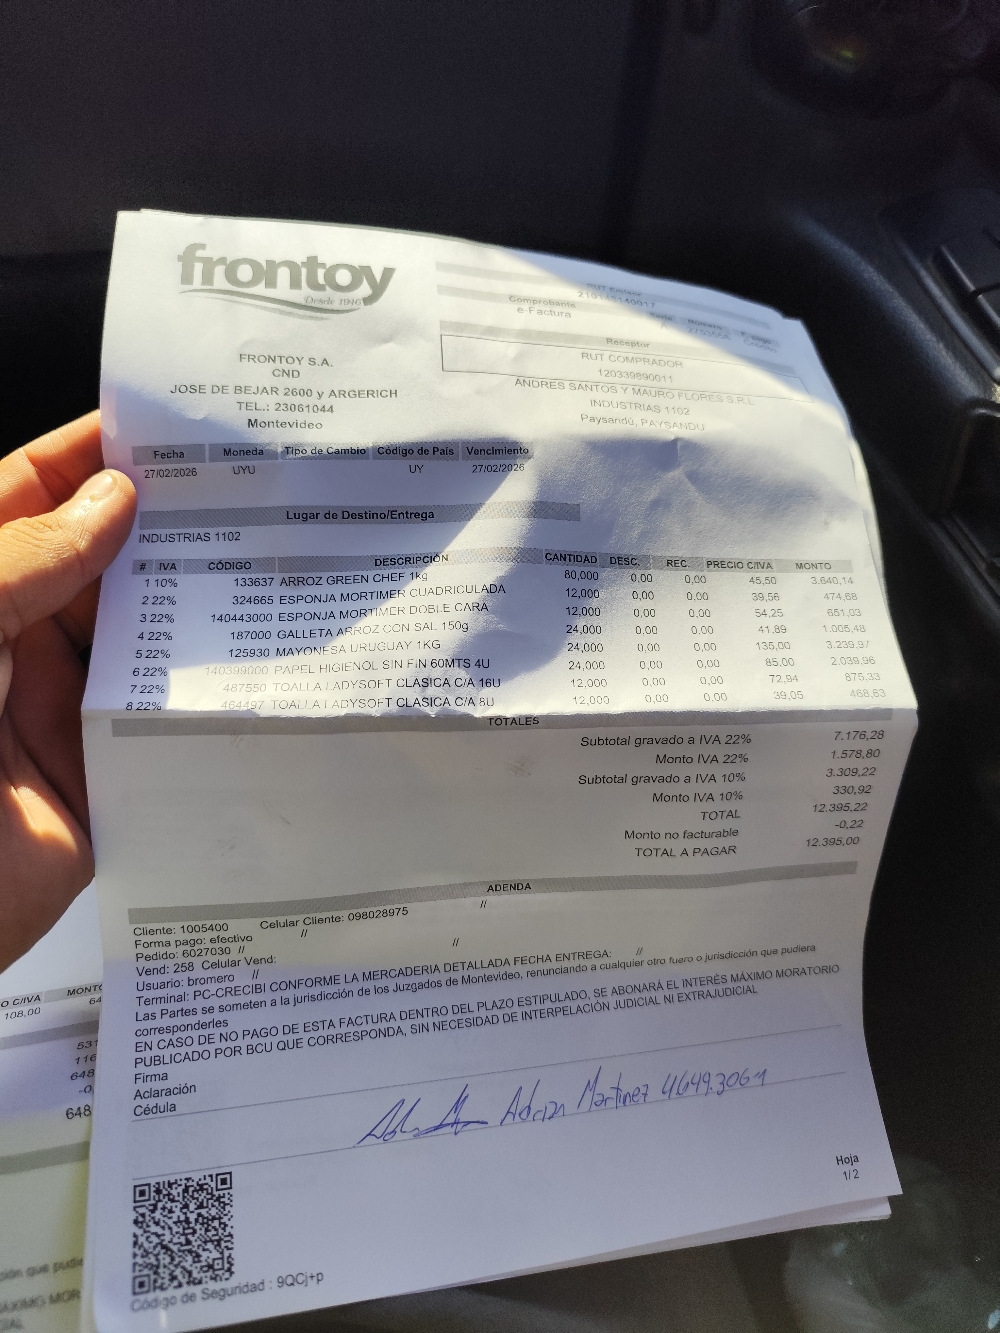 frontoy
Desde 1946
FRONTOY S.A.
CND
JOSE DE BEJAR 2600 y ARGERICH
TEL.: 23061044
Montevideo
Comprobante
e-Factura
Receptor
RUT COMPRADOR
120339890011
ANDRES SANTOS Y MAURO FLORES S.R.L
INDUSTRIAS 1102
Paysandú, PAYSANDU
Fecha Moneda Tipo de Cambio Código de País Vencimiento
27/02/2026 UYU UY 27/02/2026
Lugar de Destino/Entrega
INDUSTRIAS 1102
# IVA CÓDIGO DESCRIPCIÓN CANTIDAD DESC. REC. PRECIO C/IVA MONTO
1 10% 133637 ARROZ GREEN CHEF 1kg 80,000 0,00 0,00 45,50 3.640,14
2 22% 324665 ESPONJA MORTIMER CUADRICULADA 12,000 0,00 0,00 39,56 474,68
3 22% 140443000 ESPONJA MORTIMER DOBLE CARA 12,000 0,00 0,00 54,25 651,03
4 22% 187000 GALLETA ARROZ CON SAL 150g 24,000 0,00 0,00 41,89 1.005,48
5 22% 125930 MAYONESA URUGUAY 1KG 24,000 0,00 0,00 135,00 3.239,97
6 22% 140399000 PAPEL HIGIENOL SIN FIN 60MTS 4U 24,000 0,00 0,00 85,00 2.039,96
7 22% 487550 TOALLA LADYSOFT CLASICA C/A 16U 12,000 0,00 0,00 72,94 875,33
8 22% 464497 TOALLA LADYSOFT CLASICA C/A 8U 12,000 0,00 0,00 39,05 468,63
TOTALES
Subtotal gravado a IVA 22% 7.176,28
Monto IVA 22% 1.578,80
Subtotal gravado a IVA 10% 3.309,22
Monto IVA 10% 330,92
TOTAL 12.395,22
Monto no facturable -0,22
TOTAL A PAGAR 12.395,00
ADENDA
Cliente: 1005400 Celular Cliente: 098028975 //
Forma pago: efectivo //
Pedido: 6027030 // //
Vend: 258 Celular Vend:
Usuario: bromero //
Terminal: PC-CRECIBI CONFORME LA MERCADERIA DETALLADA FECHA ENTREGA: //
Las Partes se someten a la jurisdicción de los Juzgados de Montevideo, renunciando a cualquier otro fuero o jurisdicción que pudiera
corresponderles
EN CASO DE NO PAGO DE ESTA FACTURA DENTRO DEL PLAZO ESTIPULADO, SE ABONARÁ EL INTERÉS MÁXIMO MORATORIO
PUBLICADO POR BCU QUE CORRESPONDA, SIN NECESIDAD DE INTERPELACIÓN JUDICIAL NI EXTRAJUDICIAL
Firma
Aclaración
Cédula
Adrian Martinez 4649.306-1
Hoja
1/2
Código de Seguridad : 9QCj+p
O C/IVA MONTO
108,00
648